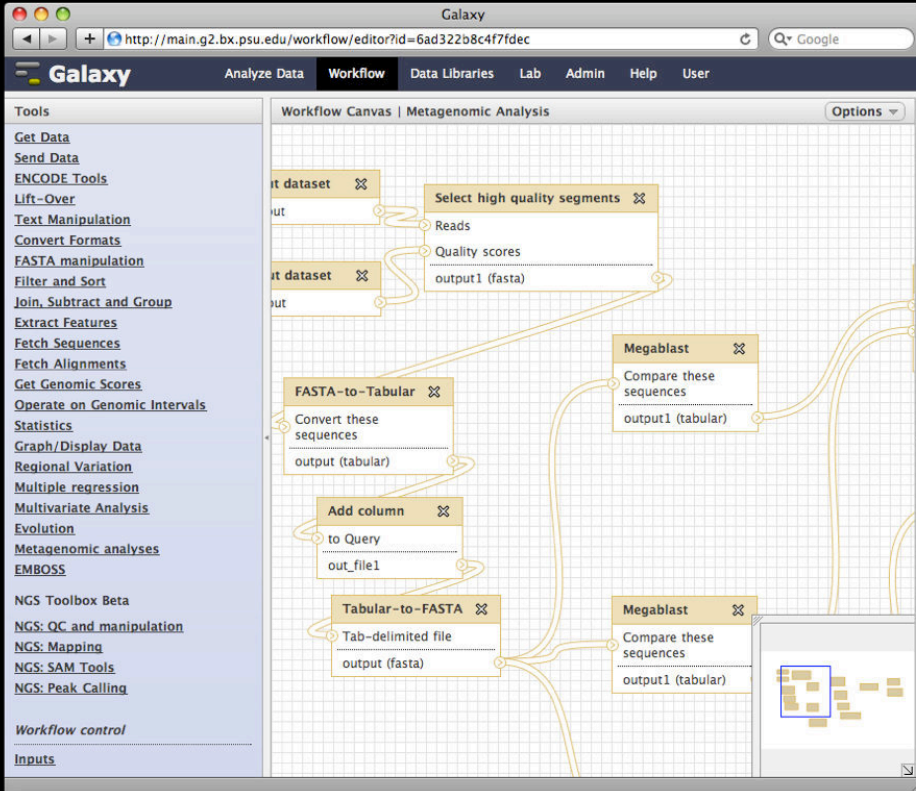 Galaxy
http://main.g2.bx.psu.edu/workflow/editor?id=6ad322b8c4f7fdec
Google
Galaxy
Analyze Data Workflow Data Libraries Lab Admin Help User
Tools
Get Data
Send Data
ENCODE Tools
Lift-Over
Text Manipulation
Convert Formats
FASTA manipulation
Filter and Sort
Join, Subtract and Group
Extract Features
Fetch Sequences
Fetch Alignments
Get Genomic Scores
Operate on Genomic Intervals
Statistics
Graph/Display Data
Regional Variation
Multiple regression
Multivariate Analysis
Evolution
Metagenomic analyses
EMBOSS
NGS Toolbox Beta
NGS: QC and manipulation
NGS: Mapping
NGS: SAM Tools
NGS: Peak Calling
Workflow control
Inputs
Workflow Canvas | Metagenomic Analysis
Options
ut dataset
out
ut dataset
out
Select high quality segments
Reads
Quality scores
output1 (fasta)
FASTA-to-Tabular
Convert these
sequences
output (tabular)
Add column
to Query
out_file1
Tabular-to-FASTA
Tab-delimited file
output (fasta)
Megablast
Compare these
sequences
output1 (tabular)
Megablast
Compare these
sequences
output1 (tabular)